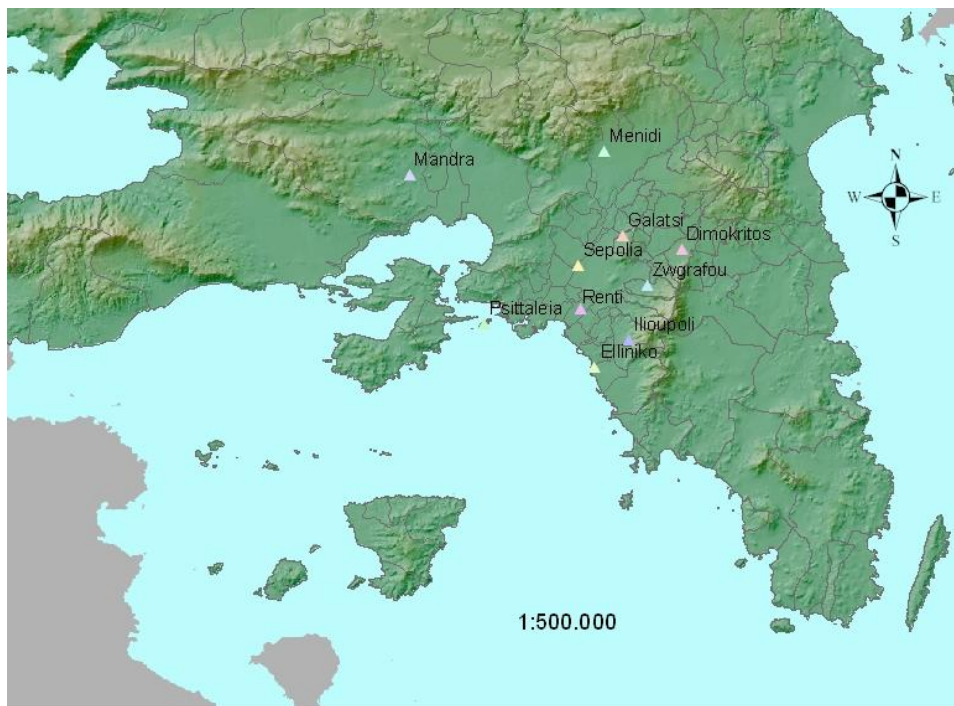 Menidi
Mandra
N
W
E
S
Galatsi
Dimokritos
Sepolia
Zwgrafou
Renti
Psittaleia
Ilioupoli
Elliniko
1:500.000